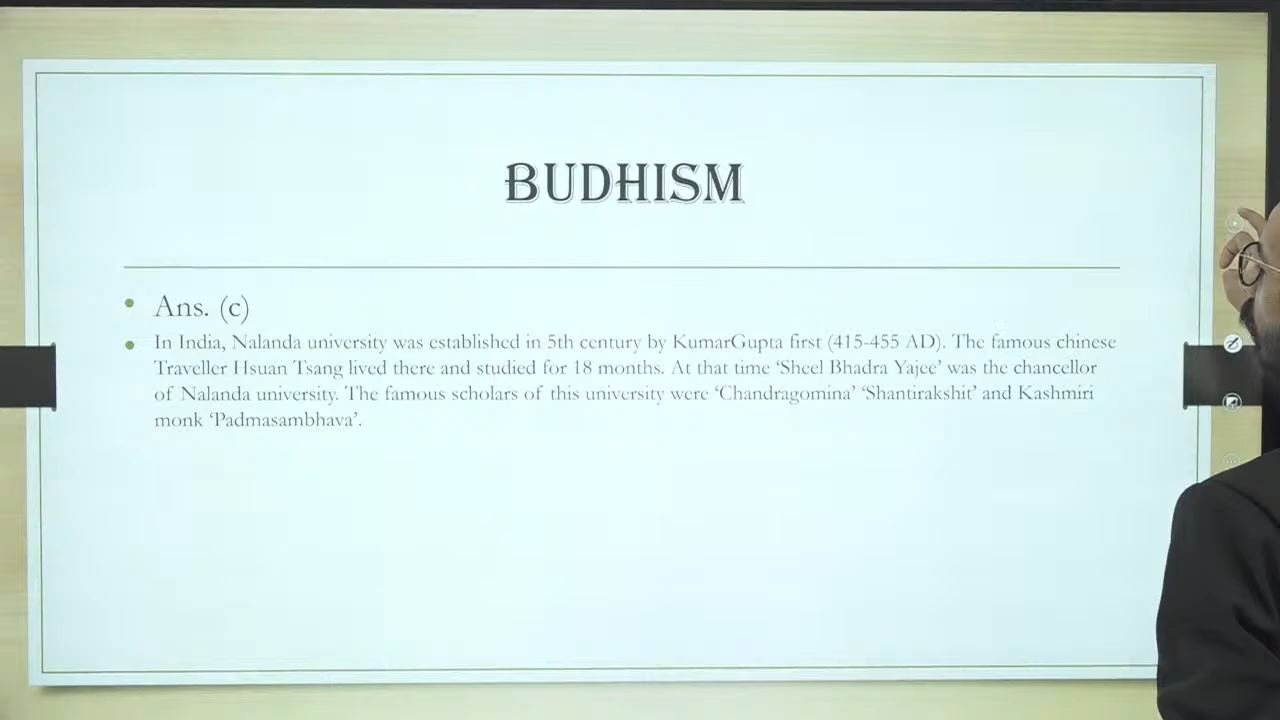 BUDHISM
Ans. (c)
In India, Nalanda university was established in 5th century by KumarGupta first (415-455 AD). The famous chinese
Traveller Hsuan Tsang lived there and studied for 18 months. At that time ‘Sheel Bhadra Yajee’ was the chancellor
of Nalanda university. The famous scholars of this university were ‘Chandragomina’ ‘Shantirakshit’ and Kashmiri
monk ‘Padmasambhava’.